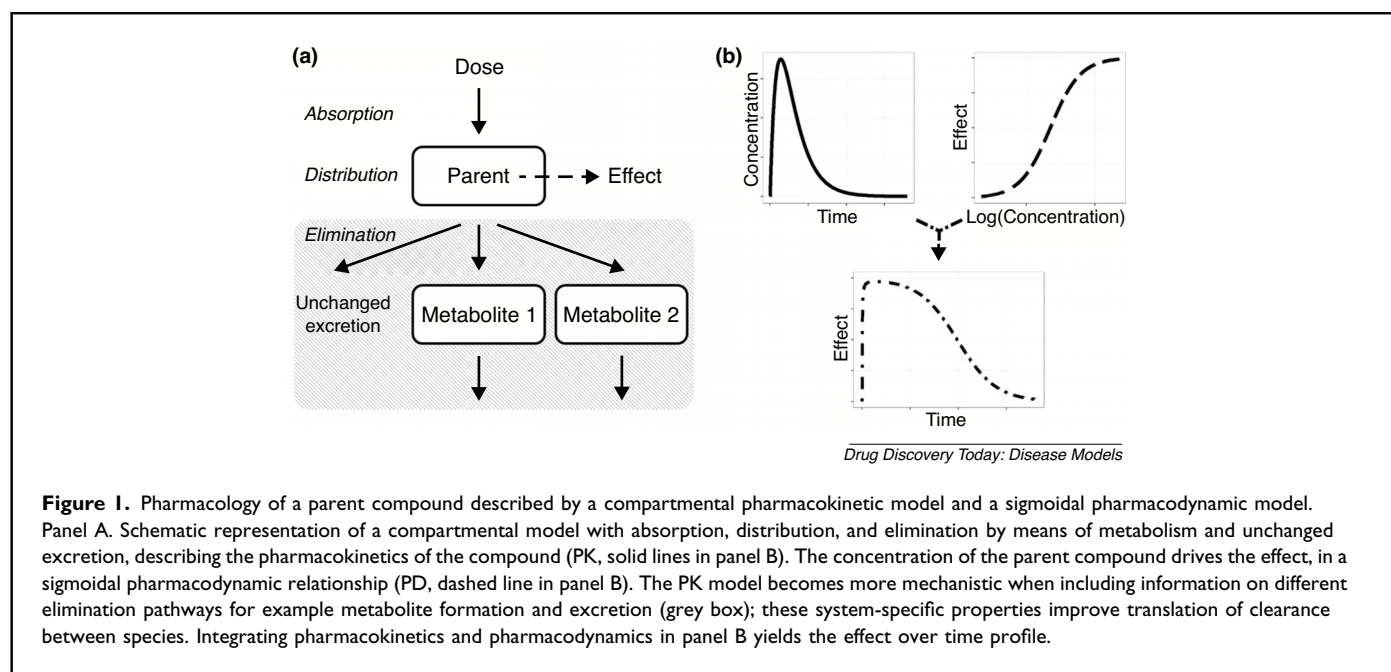 (a)
Dose
Absorption
Distribution
Parent
Effect
Elimination
Unchanged
excretion
Metabolite 1
Metabolite 2
(b)
Concentration
Time
Effect
Log(Concentration)
Effect
Time
Drug Discovery Today: Disease Models
Figure 1. Pharmacology of a parent compound described by a compartmental pharmacokinetic model and a sigmoidal pharmacodynamic model.
Panel A. Schematic representation of a compartmental model with absorption, distribution, and elimination by means of metabolism and unchanged
excretion, describing the pharmacokinetics of the compound (PK, solid lines in panel B). The concentration of the parent compound drives the effect, in a
sigmoidal pharmacodynamic relationship (PD, dashed line in panel B). The PK model becomes more mechanistic when including information on different
elimination pathways for example metabolite formation and excretion (grey box); these system-specific properties improve translation of clearance
between species. Integrating pharmacokinetics and pharmacodynamics in panel B yields the effect over time profile.